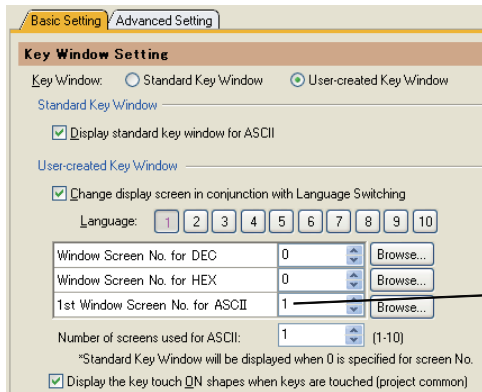 Basic Setting Advanced Setting
Key Window Setting
Key Window: Standard Key Window User-created Key Window
Standard Key Window
Display standard key window for ASCII
User-created Key Window
Change display screen in conjunction with Language Switching
Language: 1 2 3 4 5 6 7 8 9 10
Window Screen No. for DEC 0 Browse...
Window Screen No. for HEX 0 Browse...
1st Window Screen No. for ASCII 1 Browse...
Number of screens used for ASCII: 1 (1-10)
*Standard Key Window will be displayed when 0 is specified for screen No.
Display the key touch ON shapes when keys are touched (project common)